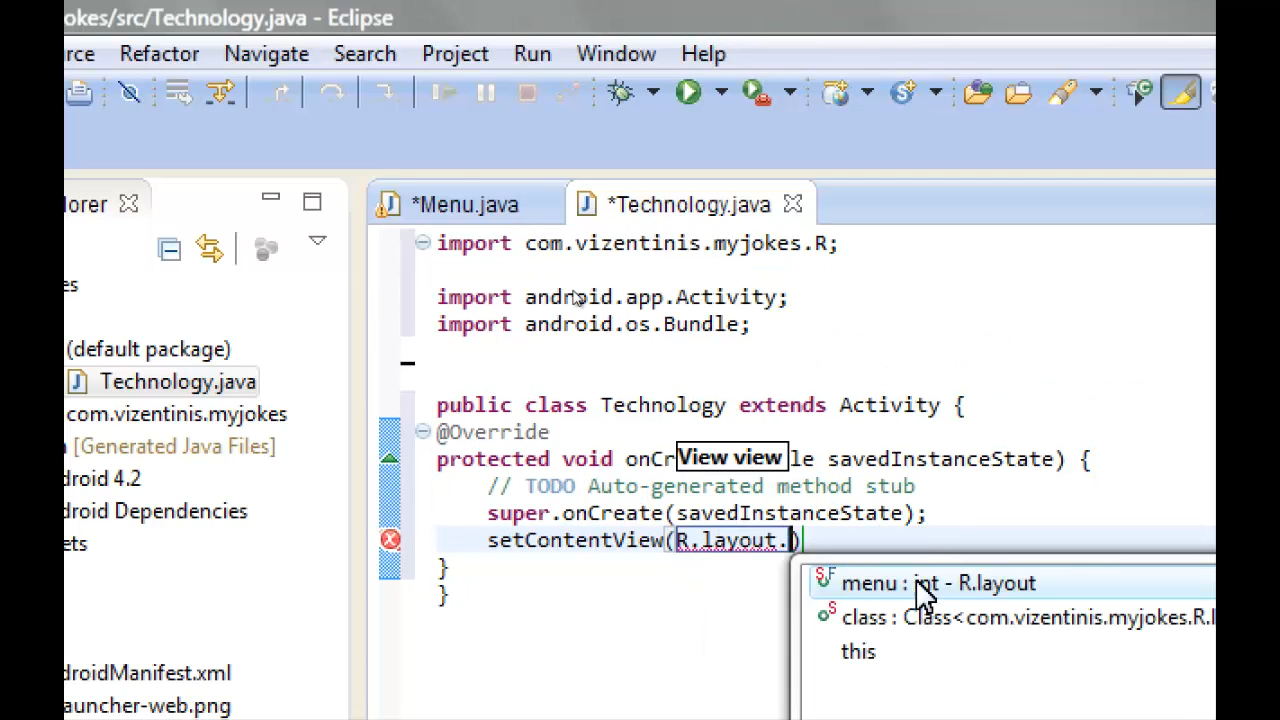 okes/src/Technology.java - Eclipse
rce Refactor Navigate Search Project Run Window Help
lorer
*Menu.java *Technology.java
import com.vizentinis.myjokes.R;
es
import android.app.Activity;
import android.os.Bundle;
(default package)
Technology.java
com.vizentinis.myjokes
[Generated Java Files]
droid 4.2
droid Dependencies
ets
droidManifest.xml
auncher-web.png
public class Technology extends Activity {
@Override
protected void onCr View view le savedInstanceState) {
// TODO Auto-generated method stub
super.onCreate(savedInstanceState);
setContentView(R.layout.)
}
}
menu : int - R.layout
class : Class<com.vizentinis.myjokes.R.l
this